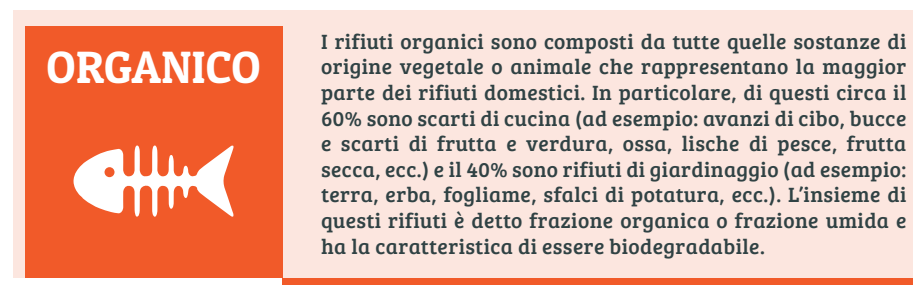 ORGANICO
I rifiuti organici sono composti da tutte quelle sostanze di
origine vegetale o animale che rappresentano la maggior
parte dei rifiuti domestici. In particolare, di questi circa il
60% sono scarti di cucina (ad esempio: avanzi di cibo, bucce
e scarti di frutta e verdura, ossa, lische di pesce, frutta
secca, ecc.) e il 40% sono rifiuti di giardinaggio (ad esempio:
terra, erba, fogliame, sfalci di potatura, ecc.). L’insieme di
questi rifiuti è detto frazione organica o frazione umida e
ha la caratteristica di essere biodegradabile.